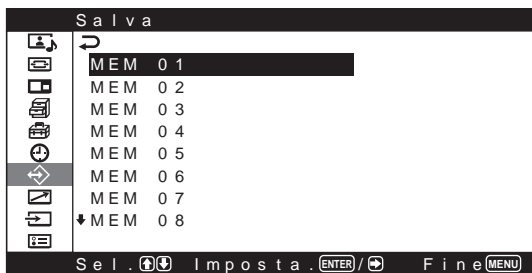 Salva
MEM 01
MEM 02
MEM 03
MEM 04
MEM 05
MEM 06
MEM 07
MEM 08
Sel. Imposta. ENTER / Fine MENU